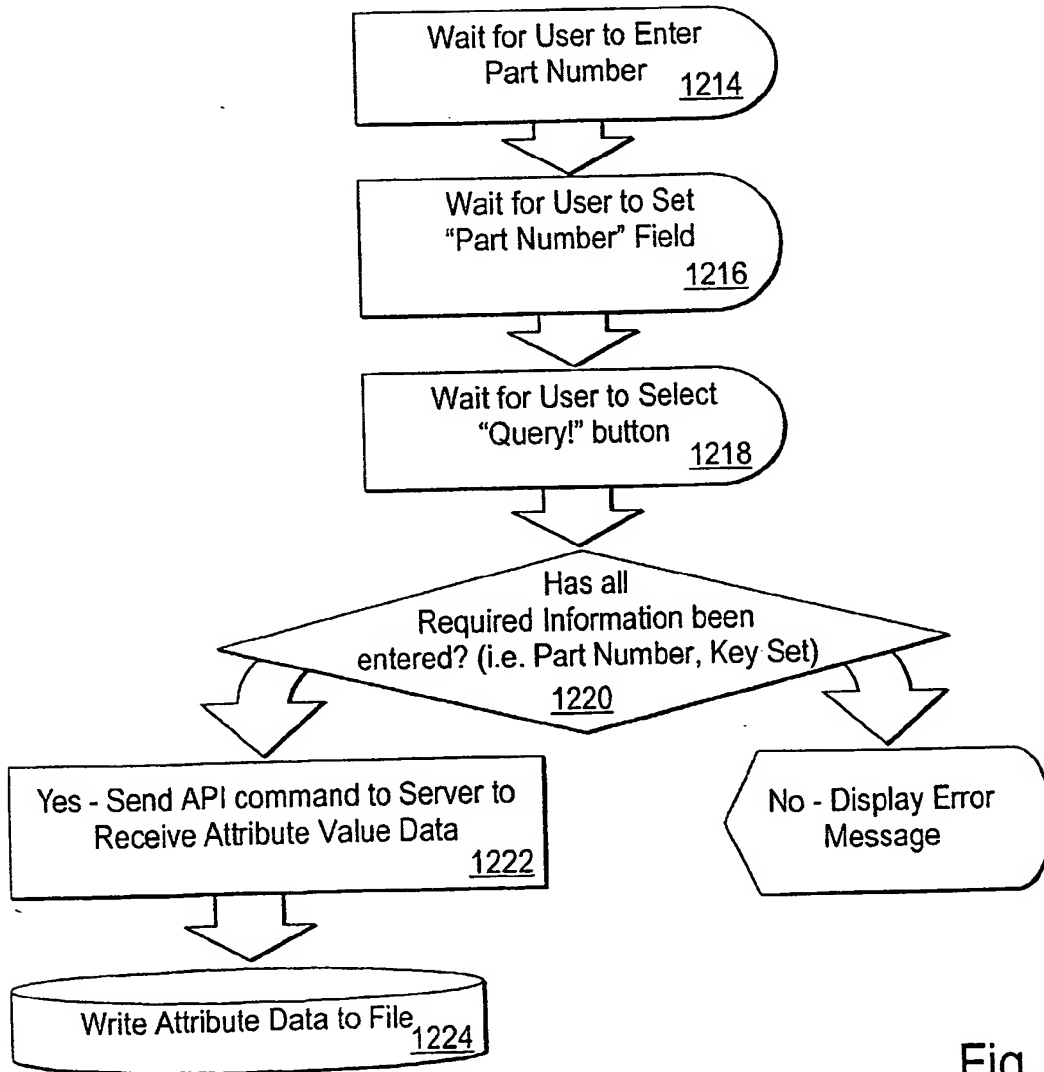 Wait for User to Enter
Part Number
1214
Wait for User to Set
“Part Number” Field
1216
Wait for User to Select
“Query!” button
1218
Has all
Required Information been
entered? (i.e. Part Number, Key Set)
1220
Yes - Send API command to Server to
Receive Attribute Value Data
1222
No - Display Error
Message
Write Attribute Data to File
1224
Fig